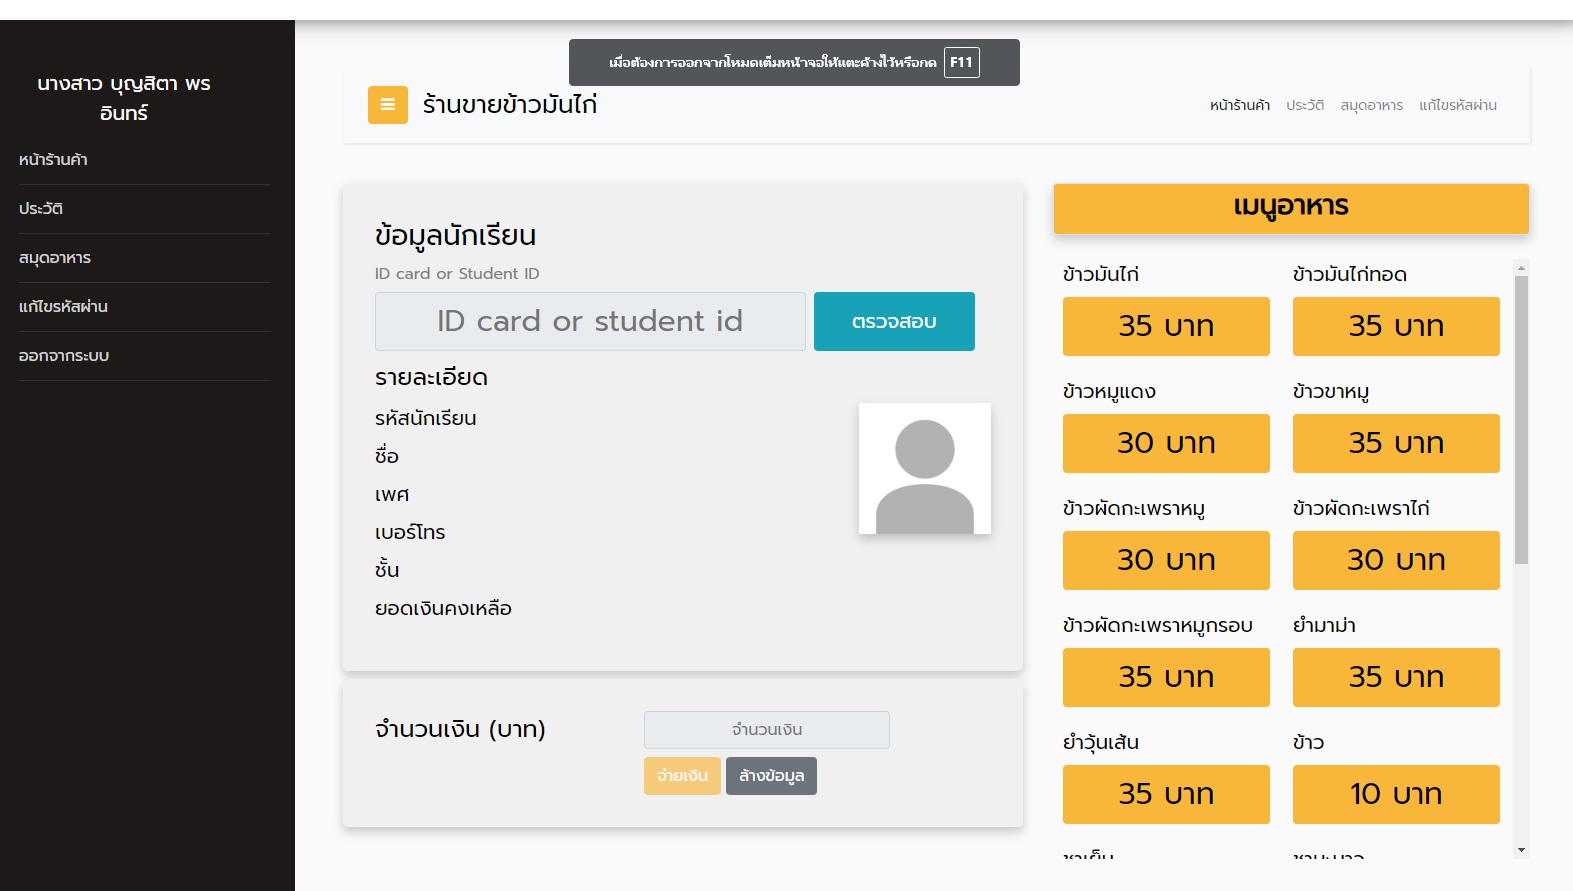 นางสาว บุญสิตา พร
อินทร์
หน้าร้านค้า
ประวัติ
สมุดอาหาร
แก้ไขรหัสผ่าน
ออกจากระบบ
เมื่อต้องการออกจากโหมดเต็มหน้าจอให้แตะค้างไว้หรือกด F11
ร้านขายข้าวมันไก่
หน้าร้านค้า ประวัติ สมุดอาหาร แก้ไขรหัสผ่าน
ข้อมูลนักเรียน
ID card or Student ID
ID card or student id ตรวจสอบ
รายละเอียด
รหัสนักเรียน
ชื่อ
เพศ
เบอร์โทร
ชั้น
ยอดเงินคงเหลือ
จำนวนเงิน (บาท) จำนวนเงิน
จ่ายเงิน ล้างข้อมูล
เมนูอาหาร
ข้าวมันไก่ ข้าวมันไก่ทอด
35 บาท 35 บาท
ข้าวหมูแดง ข้าวขาหมู
30 บาท 35 บาท
ข้าวผัดกะเพราหมู ข้าวผัดกะเพราไก่
30 บาท 30 บาท
ข้าวผัดกะเพราหมูกรอบ ยำมาม่า
35 บาท 35 บาท
ยำวุ้นเส้น ข้าว
35 บาท 10 บาท